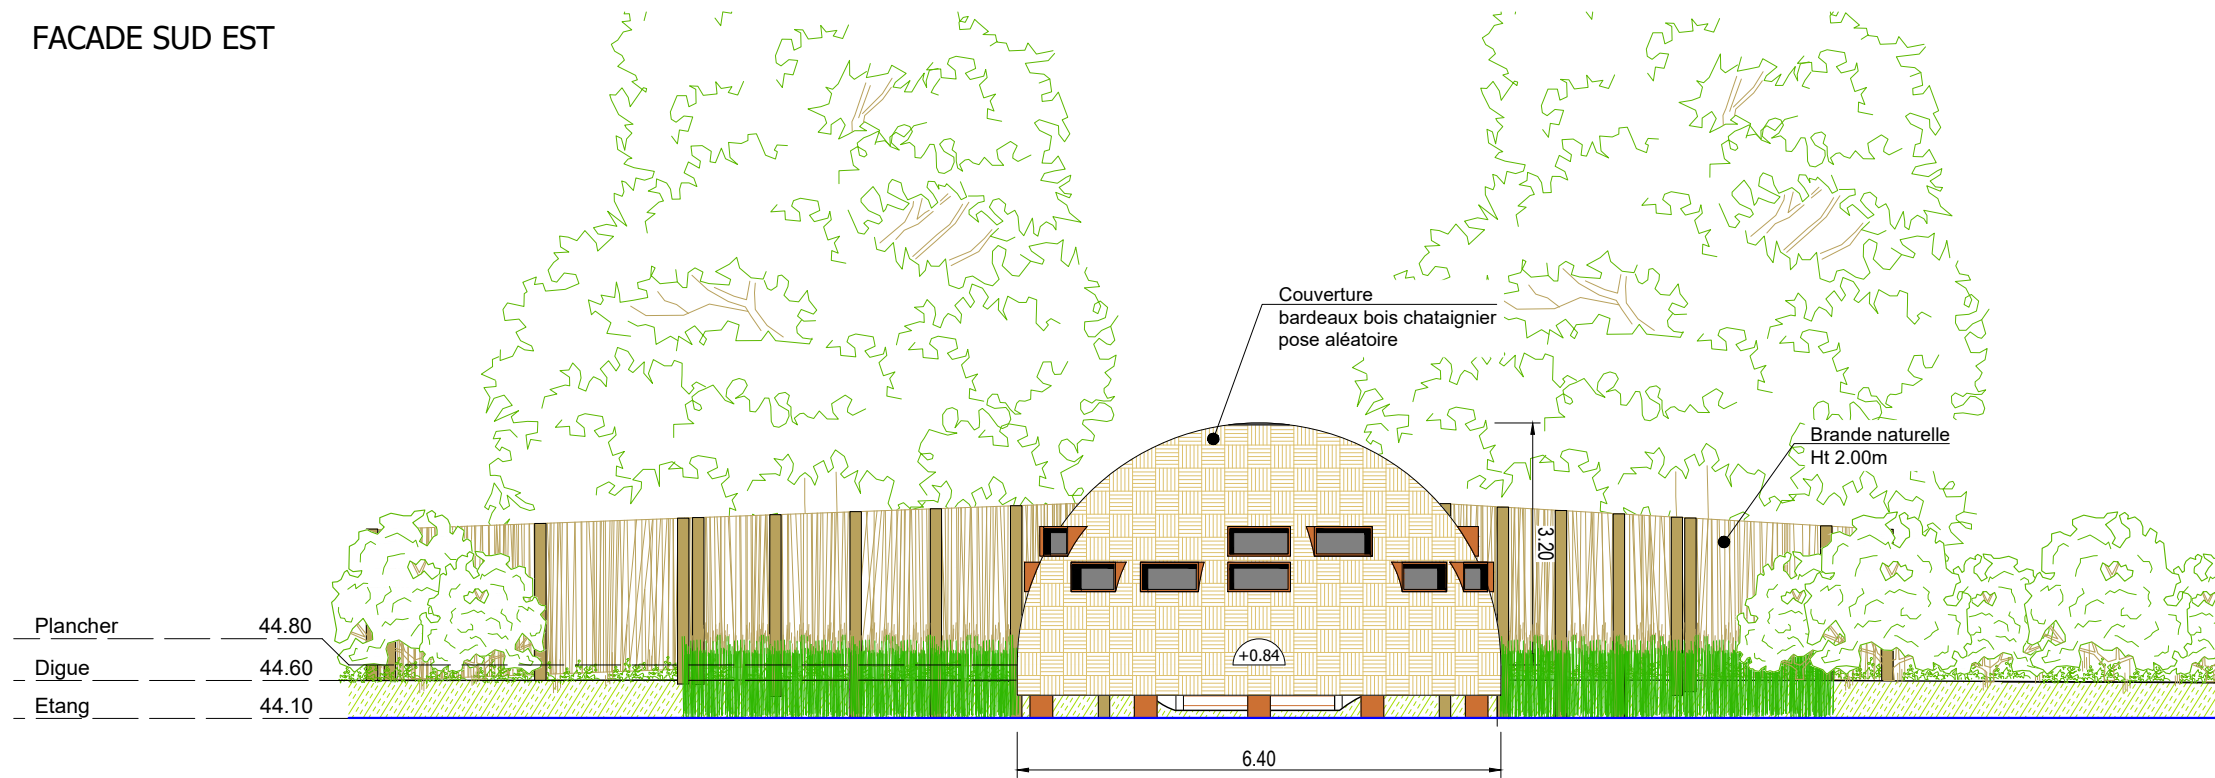 FACADE SUD EST
Couverture
bardeaux bois chataignier
pose aléatoire
Brande naturelle
Ht 2.00m
3.20
Plancher 44.80
Digue 44.60
Etang 44.10
+0.84
6.40